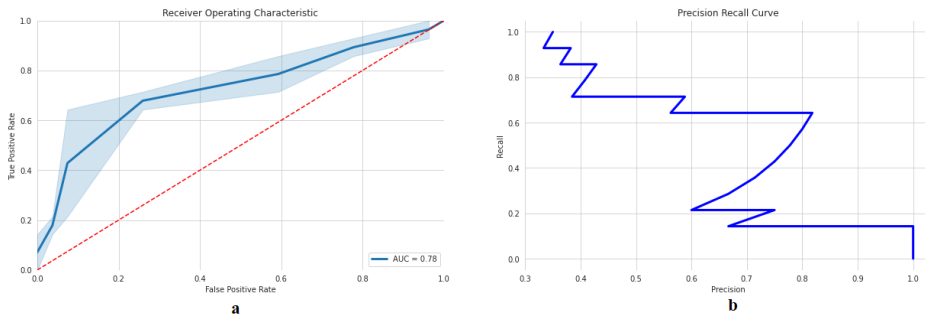 Receiver Operating Characteristic
True Positive Rate
1.0
0.8
0.6
0.4
0.2
0.0
0.0 0.2 0.4 0.6 0.8 1.0
False Positive Rate
AUC = 0.78
a
Precision Recall Curve
Recall
1.0
0.8
0.6
0.4
0.2
0.0
0.3 0.4 0.5 0.6 0.7 0.8 0.9 1.0
Precision
b